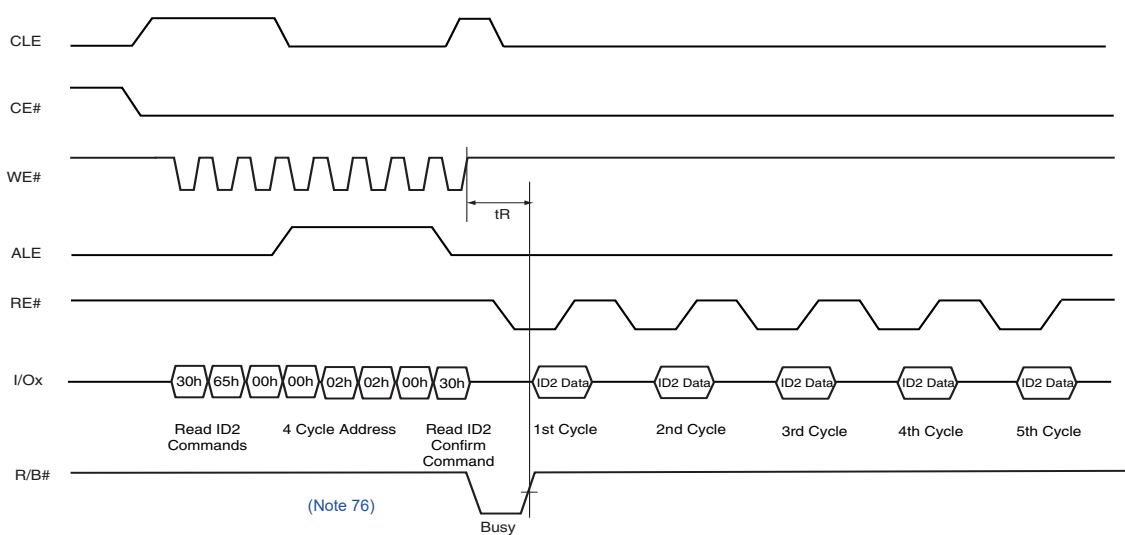 CLE
CE#
WE#
tR
ALE
RE#
I/Ox
30h 65h 00h 00h 02h 02h 00h 30h ID2 Data ID2 Data ID2 Data ID2 Data ID2 Data
Read ID2 Commands
4 Cycle Address
Read ID2 Confirm Command
1st Cycle
2nd Cycle
3rd Cycle
4th Cycle
5th Cycle
R/B#
(Note 76)
Busy